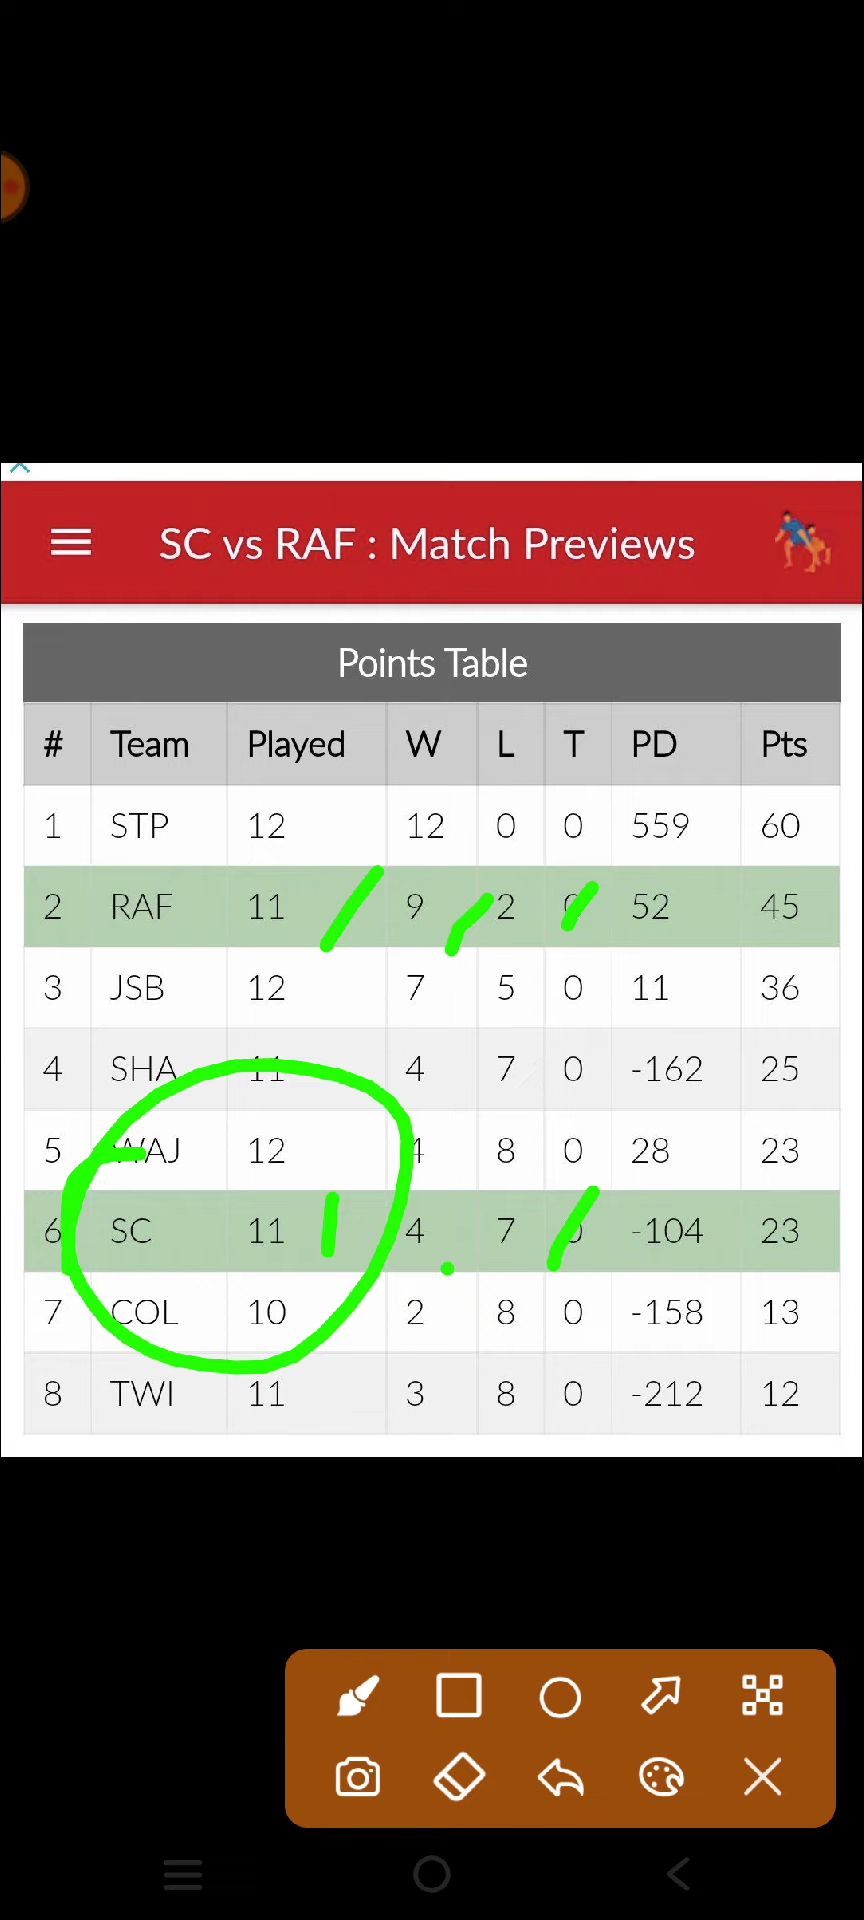 SC vs RAF : Match Previews
Points Table
# Team Played W L T PD Pts
1 STP 12 12 0 0 559 60
2 RAF 11 9 2 0 52 45
3 JSB 12 7 5 0 11 36
4 SHA 11 4 7 0 -162 25
5 WAJ 12 4 8 0 28 23
6 SC 11 4 7 0 -104 23
7 COL 10 2 8 0 -158 13
8 TWI 11 3 8 0 -212 12